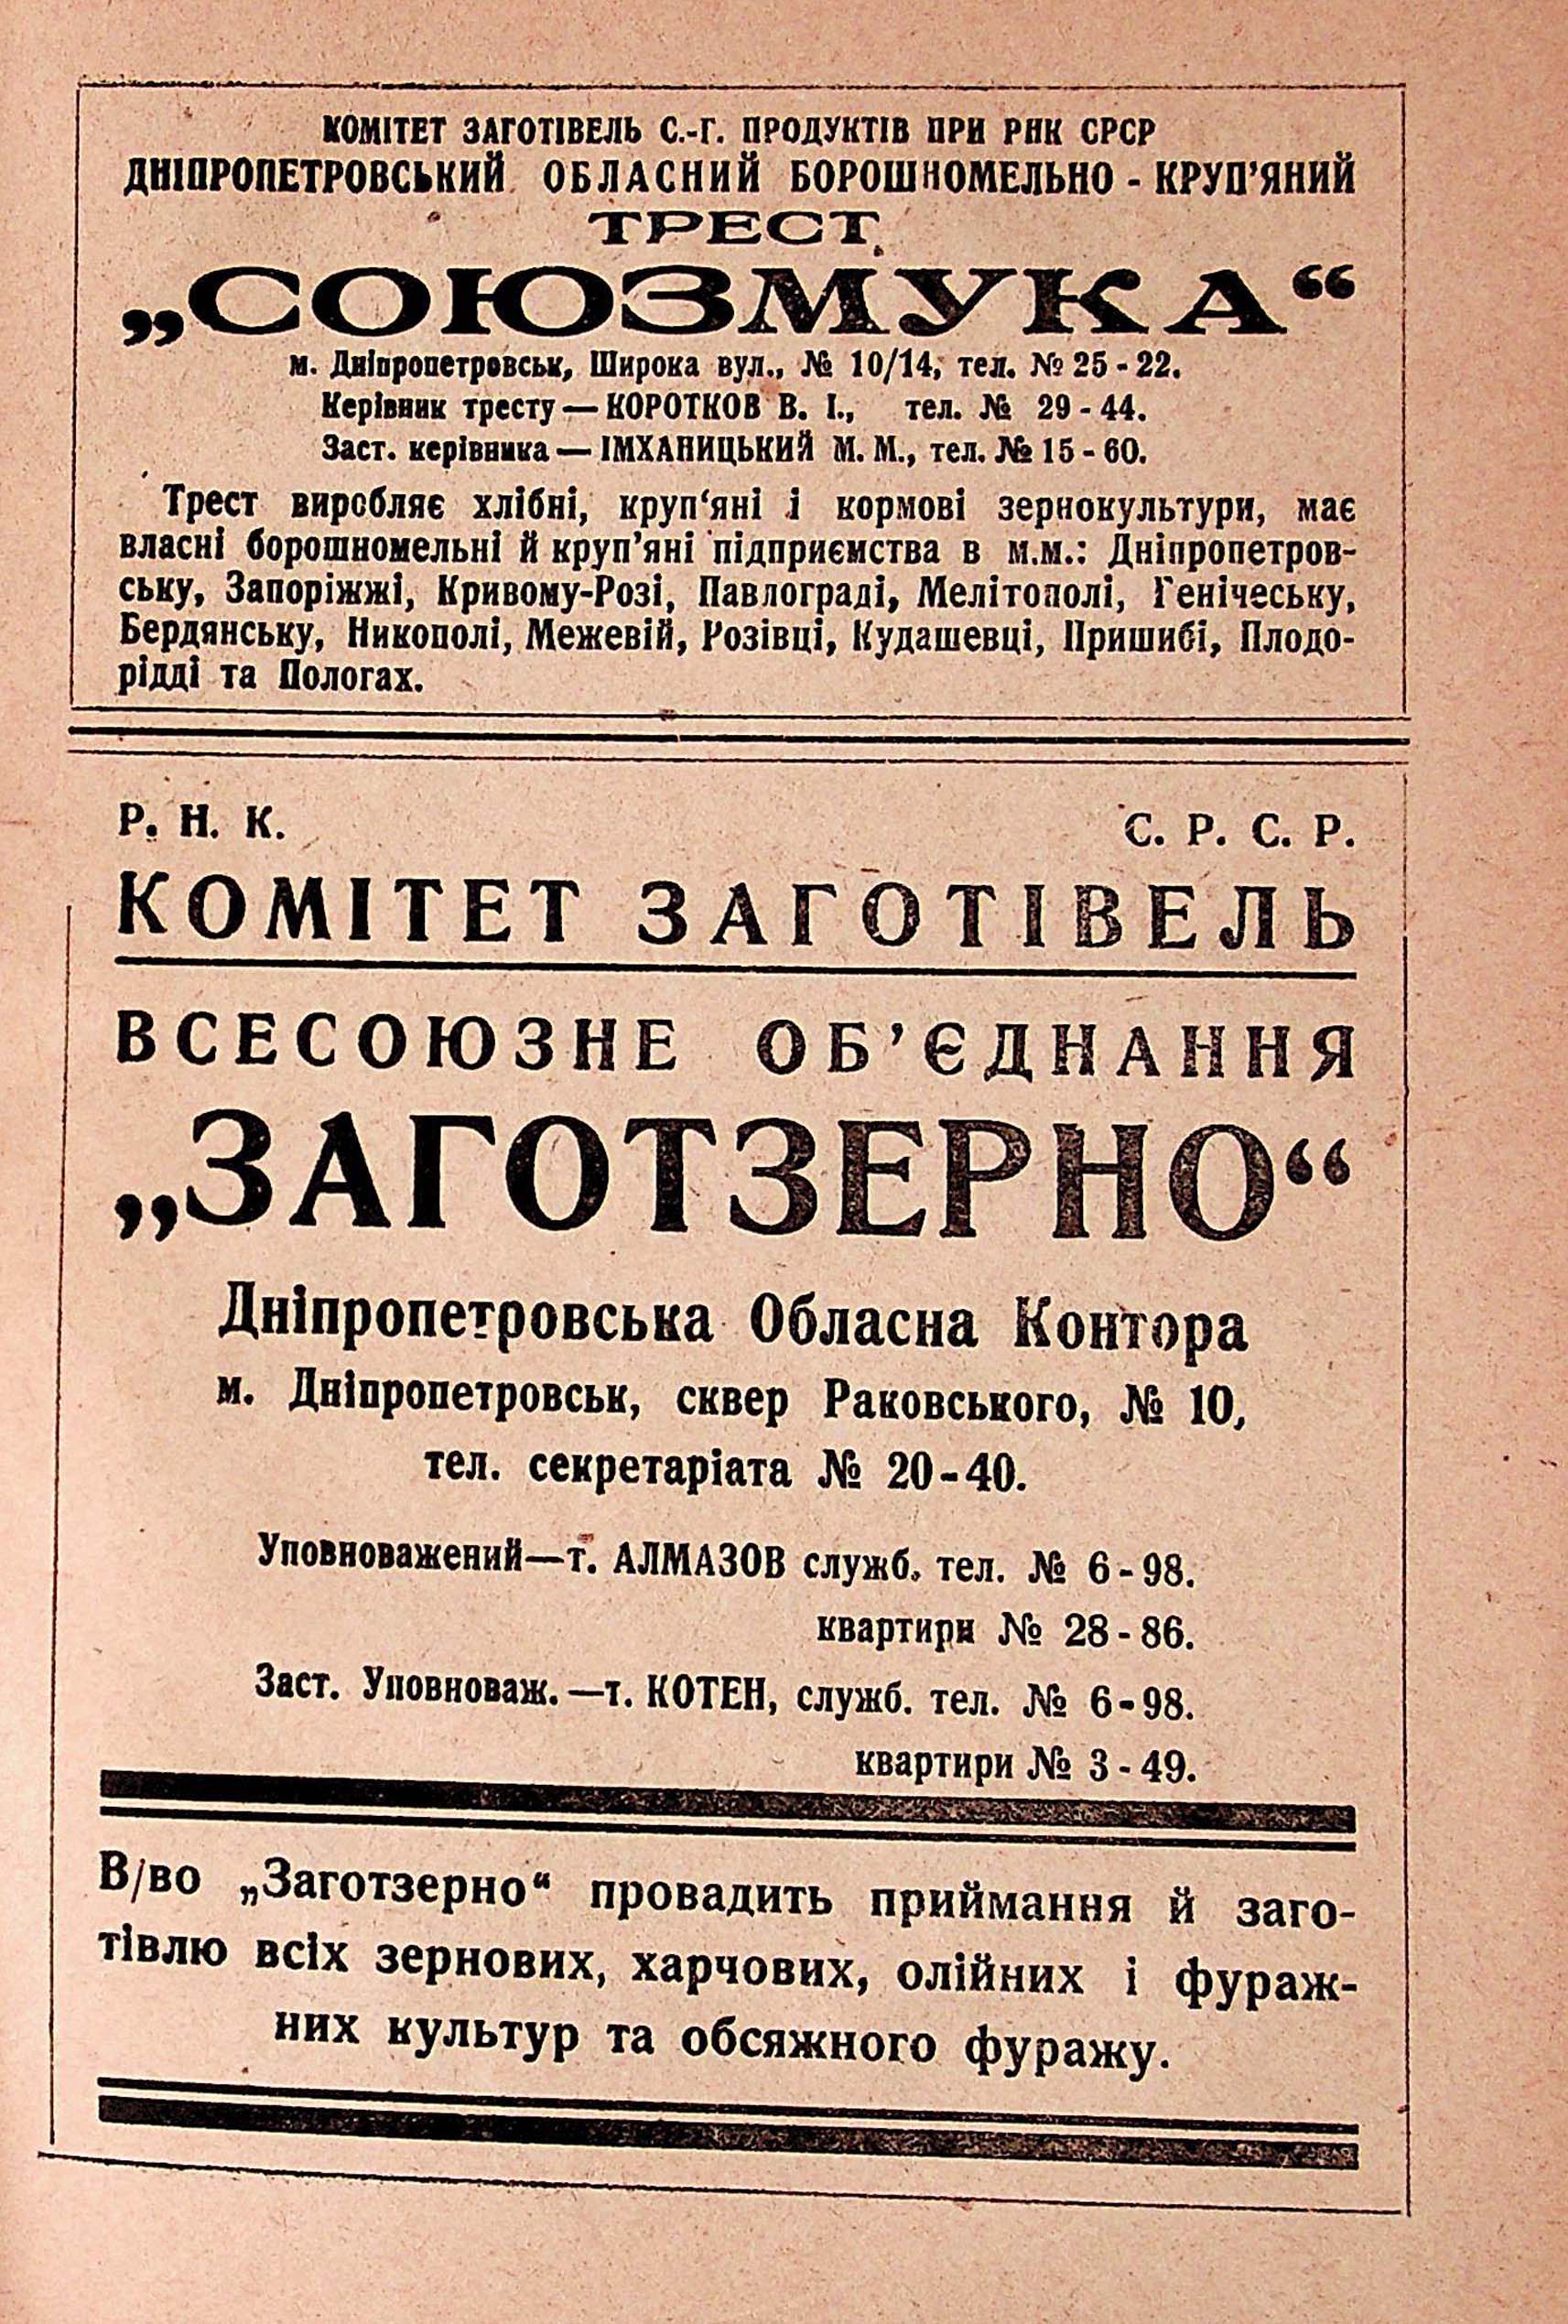 КОМІТЕТ ЗАГОТІВЕЛЬ С.-Г. ПРОДУКТІВ ПРИ РНК СРСР
ДНІПРОПЕТРОВСЬКИЙ ОБЛАСНИЙ БОРОШНОМЕЛЬНО - КРУП'ЯНИЙ
ТРЕСТ
„СОЮЗМУКА“
м. Дніпропетровськ, Широка вул., № 10/14, тел. № 25 - 22.
Керівник тресту — КОРОТКОВ В. І., тел. № 29 - 44.
Заст. керівника — ІМХАНИЦЬКИЙ М. М., тел. № 15 - 60.
Трест виробляє хлібні, круп‘яні і кормові зернокультури, має
власні борошномельні й круп’яні підприємства в м.м.: Дніпропетров-
ську, Запоріжжі, Кривому-Розі, Павлограді, Мелітополі, Генічеську,
Бердянську, Никополі, Межевій, Розівці, Кудашевці, Пришибі, Плодо-
рідді та Пологах.
Р. Н. К. С. Р. С. Р.
КОМІТЕТ ЗАГОТІВЕЛЬ
ВСЕСОЮЗНЕ ОБ’ЄДНАННЯ
„ЗАГОТЗЕРНО“
Дніпропетровська Обласна Контора
м. Дніпропетровськ, сквер Раковського, № 10,
тел. секретаріата № 20-40.
Уповноважений—т. АЛМАЗОВ служб. тел. № 6 - 98.
квартири № 28 - 86.
Заст. Уповноваж.—т. КОТЕН, служб. тел. № 6-98.
квартири № 3 - 49.
В/во „Заготзерно“ провадить приймання й заго-
тівлю всіх зернових, харчових, олійних і фураж-
них культур та обсяжного фуражу.